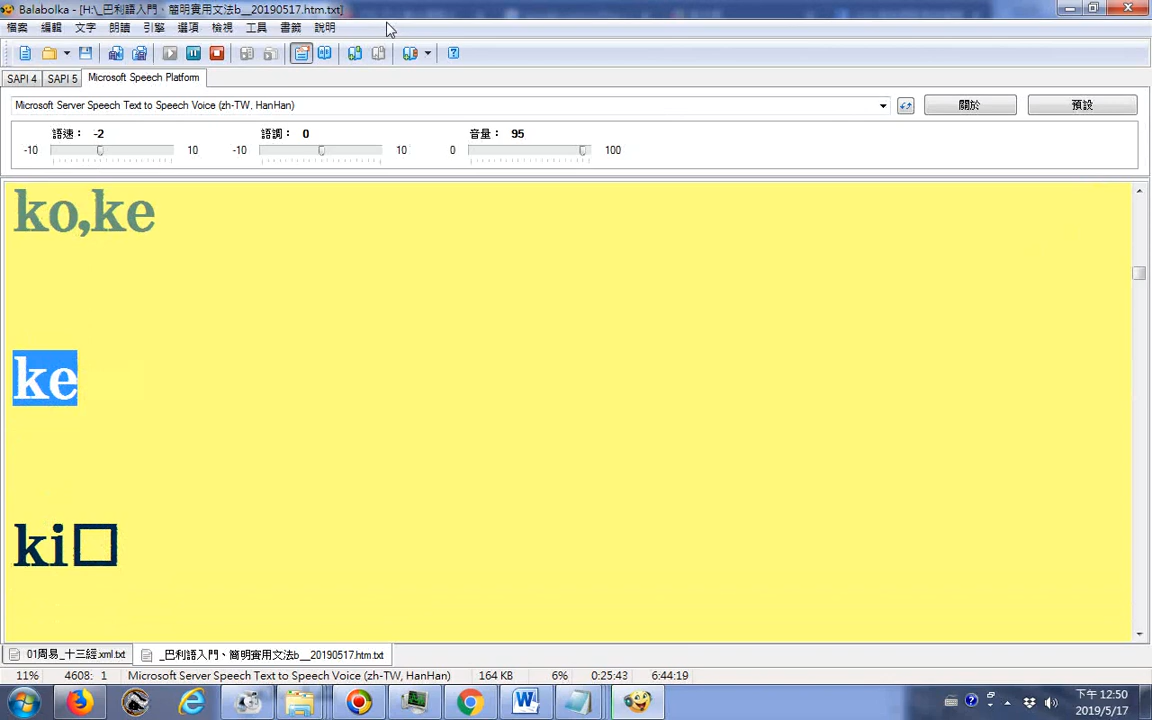 Balabolka - [H:\_巴利語入門、簡明實用文法b__20190517.htm.txt]
檔案 編輯 文字 朗讀 引擎 選項 檢視 工具 書籤 說明
SAPI 4 SAPI 5 Microsoft Speech Platform
Microsoft Server Speech Text to Speech Voice (zh-TW, HanHan) 關於 預設
語速： -2 語調： 0 音量： 95
-10 10 -10 10 0 100
ko,ke
ke
ki□
01周易_十三經.xml.txt _巴利語入門、簡明實用文法b__20190517.htm.txt
11% 4608: 1 Microsoft Server Speech Text to Speech Voice (zh-TW, HanHan) 164 KB 6% 0:25:43 6:44:19
下午 12:50
2019/5/17